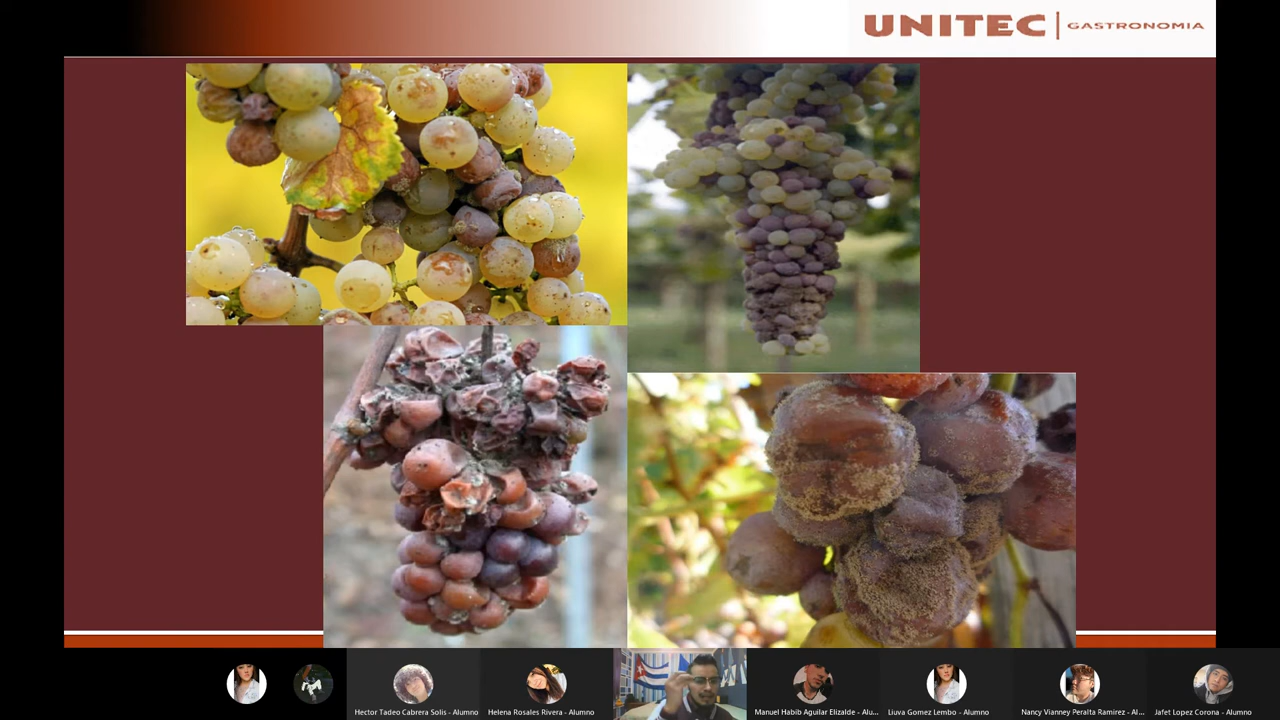 UNITEC | GASTRONOMIA
Hector Tadeo Cabrera Solis - Alumno
Helena Rosales Rivera - Alumno
Manuel Habib Aguilar Elizalde - Alu...
Liuva Gomez Lembo - Alumno
Nancy Vianney Peralta Ramirez - Al...
Jafet Lopez Corona - Alumno